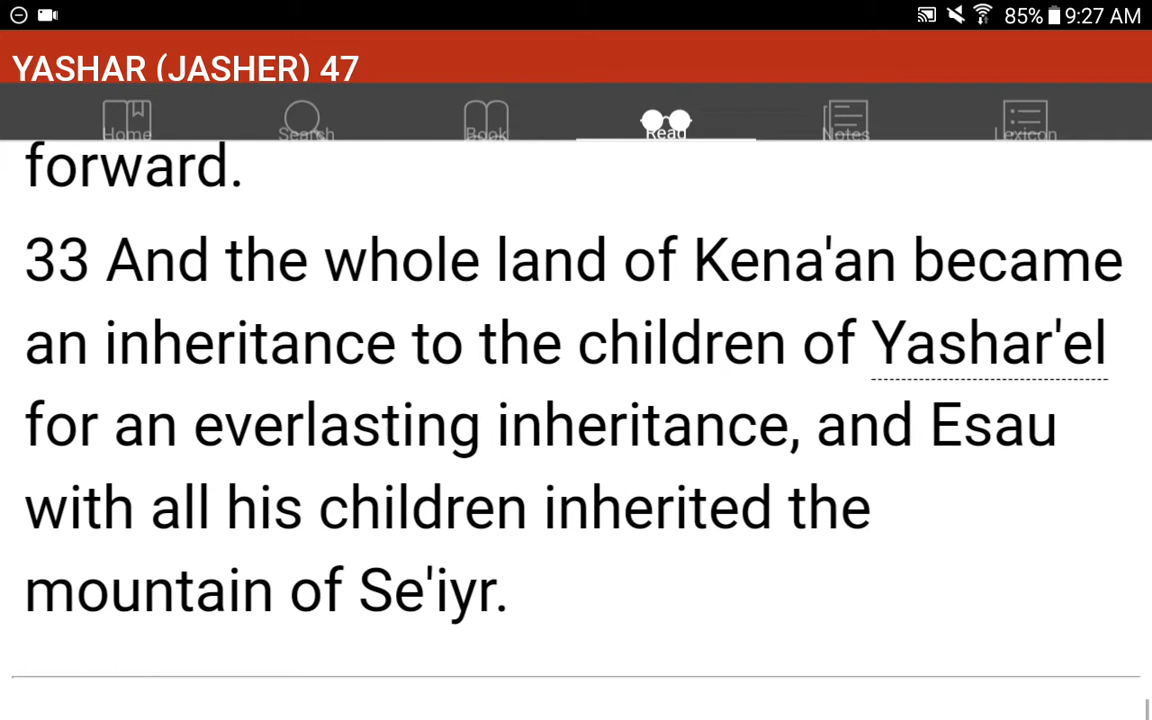 85% 9:27 AM
YASHAR (JASHER) 47
Home Search Book Read Notes Lexicon
forward.
33 And the whole land of Kena'an became
an inheritance to the children of Yashar'el
for an everlasting inheritance, and Esau
with all his children inherited the
mountain of Se'iyr.